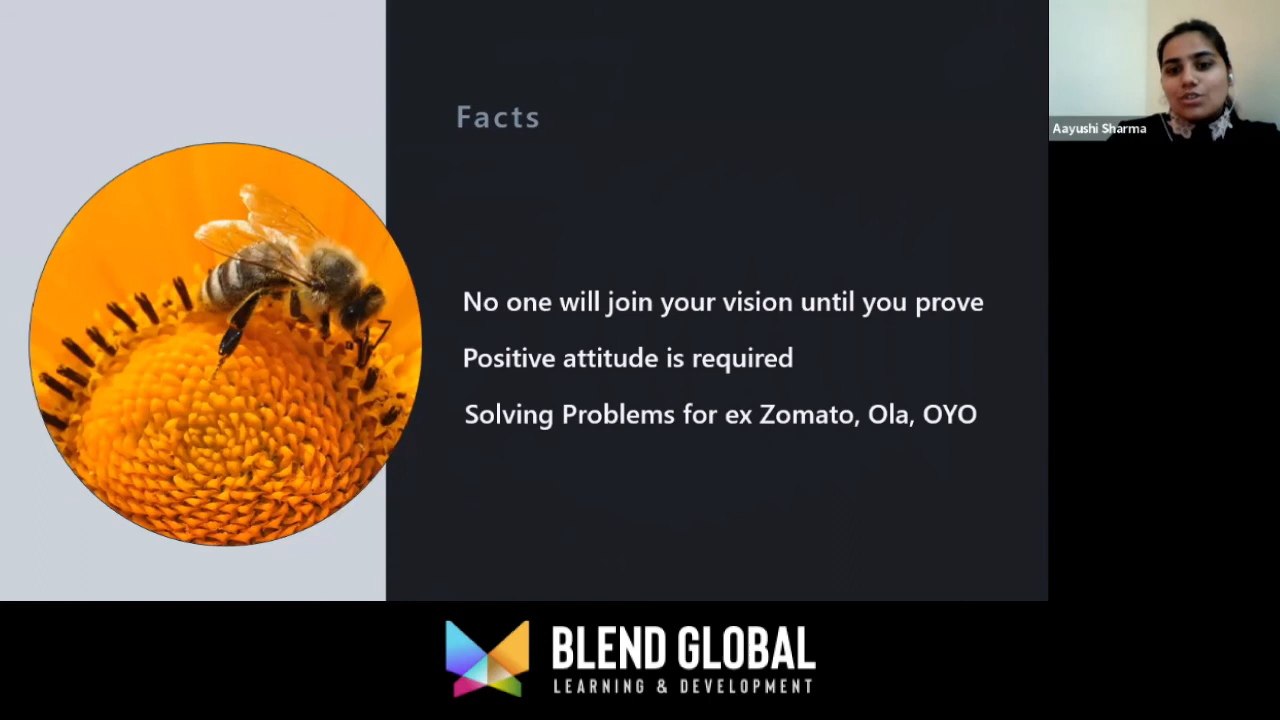 Facts
Aayushi Sharma
No one will join your vision until you prove
Positive attitude is required
Solving Problems for ex Zomato, Ola, OYO
BLEND GLOBAL
LEARNING & DEVELOPMENT